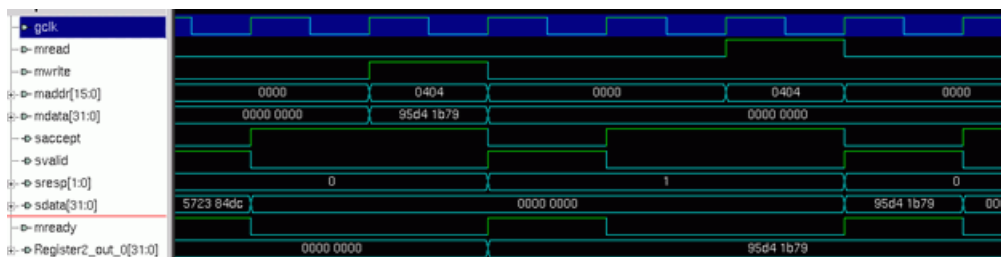 gclk
mread
mwrite
maddr[15:0] 0000 0404 0000 0404 0000
mdata[31:0] 0000 0000 95d4 1b79 0000 0000
saccept
svalid
sresp[1:0] 0 1 0
sdata[31:0] 5723 84dc 0000 0000 95d4 1b79 00
mready
Register2_out_0[31:0] 0000 0000 95d4 1b79